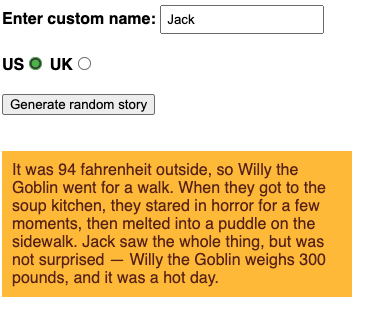 Enter custom name: Jack
US UK
Generate random story
It was 94 fahrenheit outside, so Willy the
Goblin went for a walk. When they got to the
soup kitchen, they stared in horror for a few
moments, then melted into a puddle on the
sidewalk. Jack saw the whole thing, but was
not surprised — Willy the Goblin weighs 300
pounds, and it was a hot day.